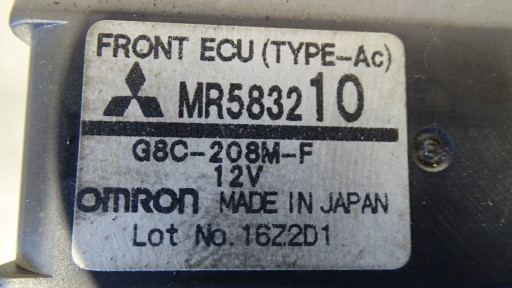 FRONT ECU (TYPE-Ac)
MR583210
G8C-208M-F
12V
OMRON MADE IN JAPAN
Lot No. 16Z2D1